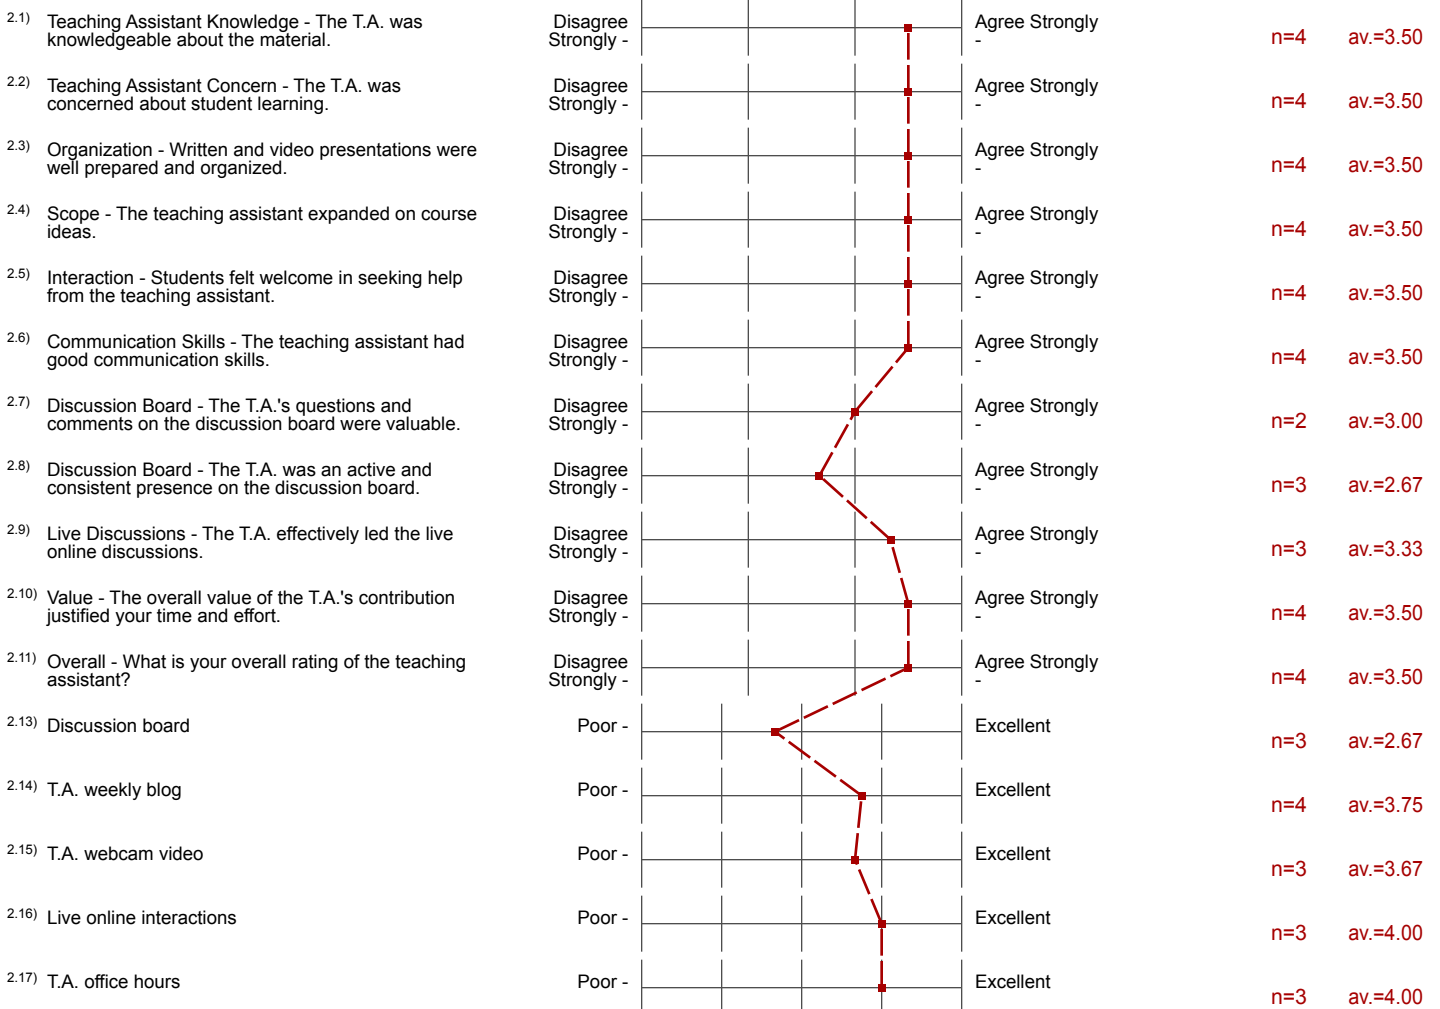 2.1) Teaching Assistant Knowledge - The T.A. was Disagree Agree Strongly
knowledgeable about the material. Strongly - - n=4 av.=3.50
2.2) Teaching Assistant Concern - The T.A. was Disagree Agree Strongly
concerned about student learning. Strongly - - n=4 av.=3.50
2.3) Organization - Written and video presentations were Disagree Agree Strongly
well prepared and organized. Strongly - - n=4 av.=3.50
2.4) Scope - The teaching assistant expanded on course Disagree Agree Strongly
ideas. Strongly - - n=4 av.=3.50
2.5) Interaction - Students felt welcome in seeking help Disagree Agree Strongly
from the teaching assistant. Strongly - - n=4 av.=3.50
2.6) Communication Skills - The teaching assistant had Disagree Agree Strongly
good communication skills. Strongly - - n=4 av.=3.50
2.7) Discussion Board - The T.A.'s questions and Disagree Agree Strongly
comments on the discussion board were valuable. Strongly - - n=2 av.=3.00
2.8) Discussion Board - The T.A. was an active and Disagree Agree Strongly
consistent presence on the discussion board. Strongly - - n=3 av.=2.67
2.9) Live Discussions - The T.A. effectively led the live Disagree Agree Strongly
online discussions. Strongly - - n=3 av.=3.33
2.10) Value - The overall value of the T.A.'s contribution Disagree Agree Strongly
justified your time and effort. Strongly - - n=4 av.=3.50
2.11) Overall - What is your overall rating of the teaching Disagree Agree Strongly
assistant? Strongly - - n=4 av.=3.50
2.13) Discussion board Poor - Excellent
n=3 av.=2.67
2.14) T.A. weekly blog Poor - Excellent
n=4 av.=3.75
2.15) T.A. webcam video Poor - Excellent
n=3 av.=3.67
2.16) Live online interactions Poor - Excellent
n=3 av.=4.00
2.17) T.A. office hours Poor - Excellent
n=3 av.=4.00